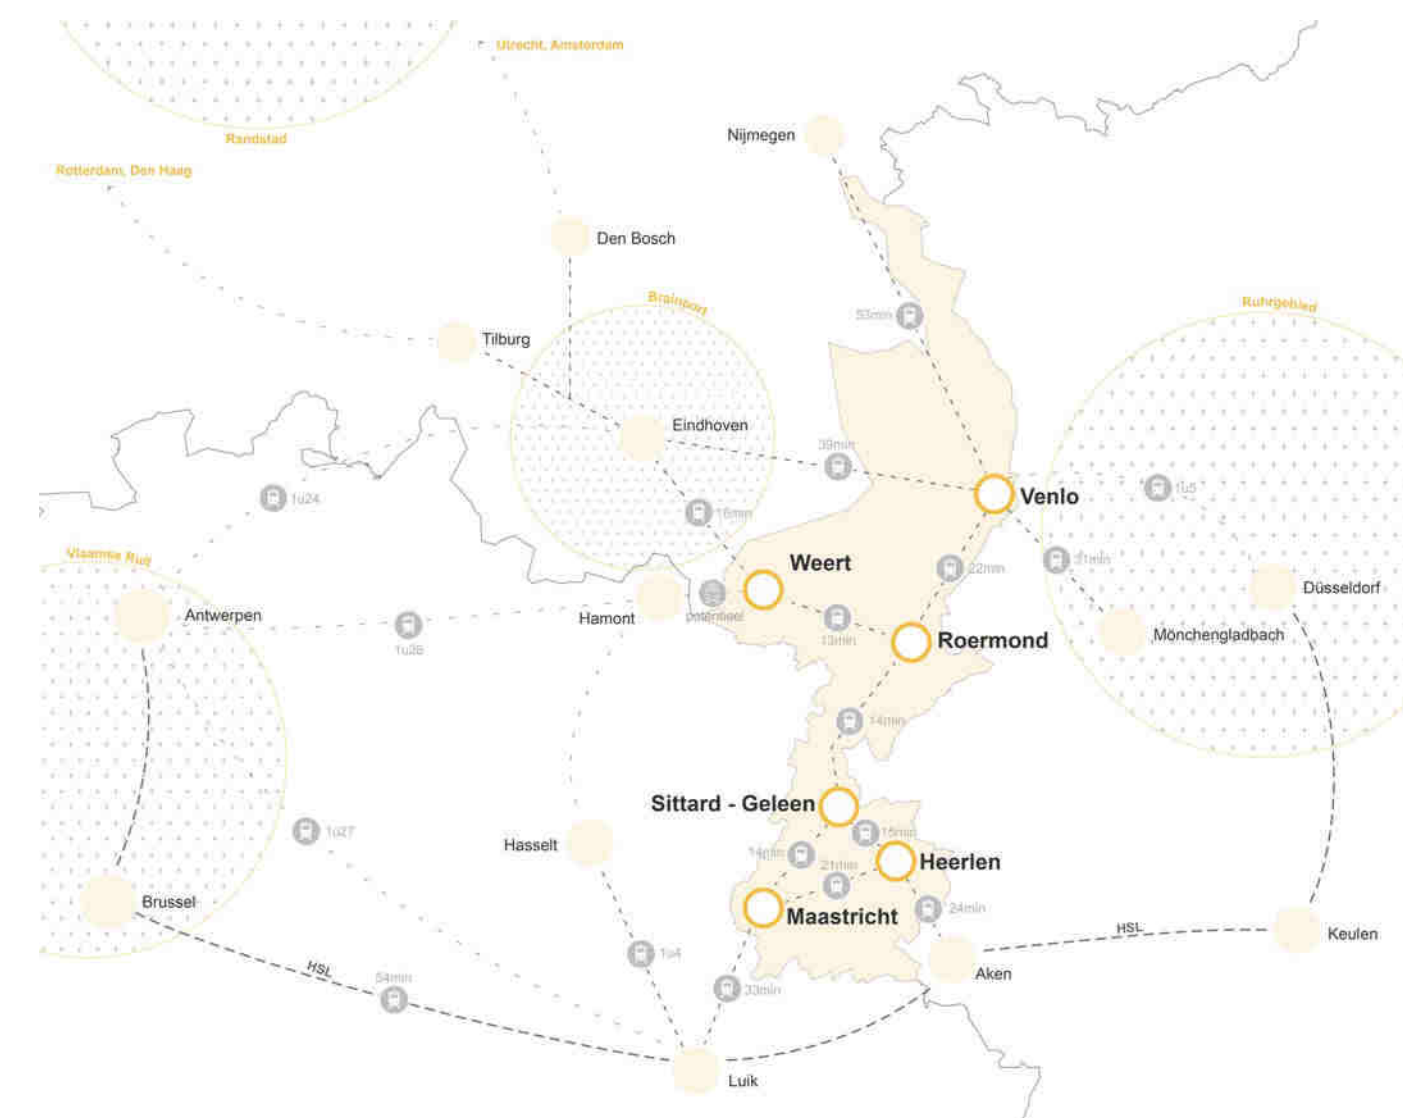 Utrecht, Amsterdam
Randstad
Nijmegen
Rotterdam, Den Haag
Den Bosch
Brainport
Ruhrgebied
53min
Tilburg
Eindhoven
39min
1u24
Venlo
1u5
16min
Vlaamse Ruit
Weert
22min
Düsseldorf
Antwerpen
Hamont
potentieel
13min
Roermond
Mönchengladbach
1u26
14min
Sittard - Geleen
1u27
15min
Hasselt
14min
21min
Heerlen
Brussel
Maastricht
24min
HSL
Keulen
HSL
54min
1u4
33min
Aken
Luik